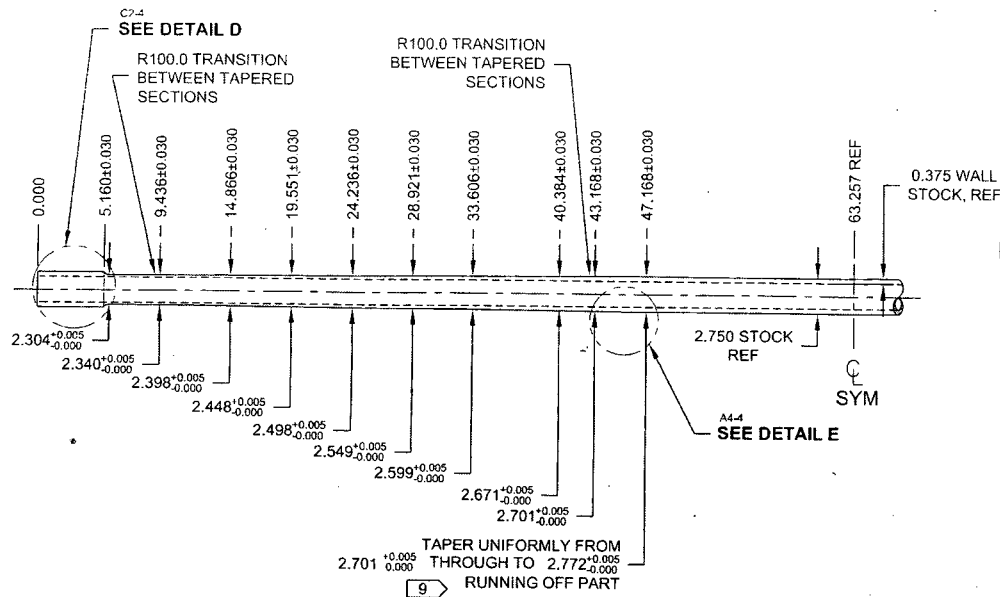 C2-4
SEE DETAIL D
R100.0 TRANSITION
BETWEEN TAPERED
SECTIONS
R100.0 TRANSITION
BETWEEN TAPERED
SECTIONS
0.000
5.160±0.030
9.436±0.030
14.866±0.030
19.551±0.030
24.236±0.030
28.921±0.030
33.606±0.030
40.384±0.030
43.168±0.030
47.168±0.030
63.257 REF
0.375 WALL
STOCK, REF
2.304 +0.005 -0.000
2.340 +0.005 -0.000
2.398 +0.005 -0.000
2.448 +0.005 -0.000
2.498 +0.005 -0.000
2.549 +0.005 -0.000
2.599 +0.005 -0.000
2.671 +0.005 -0.000
2.701 +0.005 -0.000
2.750 STOCK
REF
℄
SYM
A4-4
SEE DETAIL E
TAPER UNIFORMLY FROM
2.701 +0.005 0.000 THROUGH TO 2.772 +0.005 -0.000
9 RUNNING OFF PART